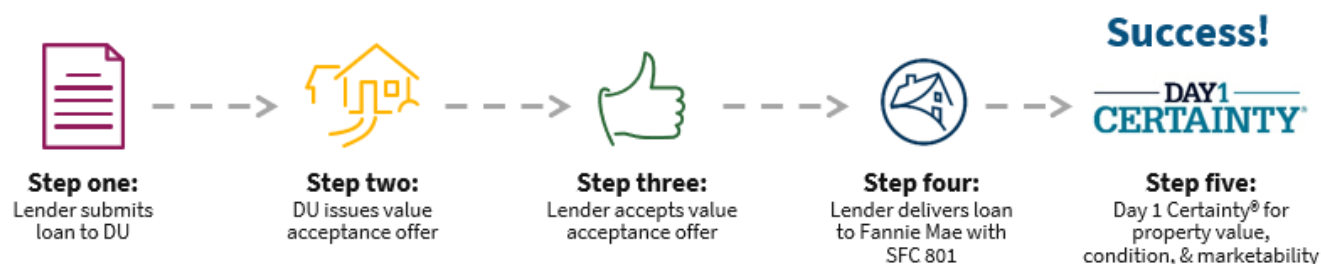 Success!
DAY1
CERTAINTY®
Step one:
Lender submits
loan to DU
Step two:
DU issues value
acceptance offer
Step three:
Lender accepts value
acceptance offer
Step four:
Lender delivers loan
to Fannie Mae with
SFC 801
Step five:
Day 1 Certainty® for
property value,
condition, & marketability